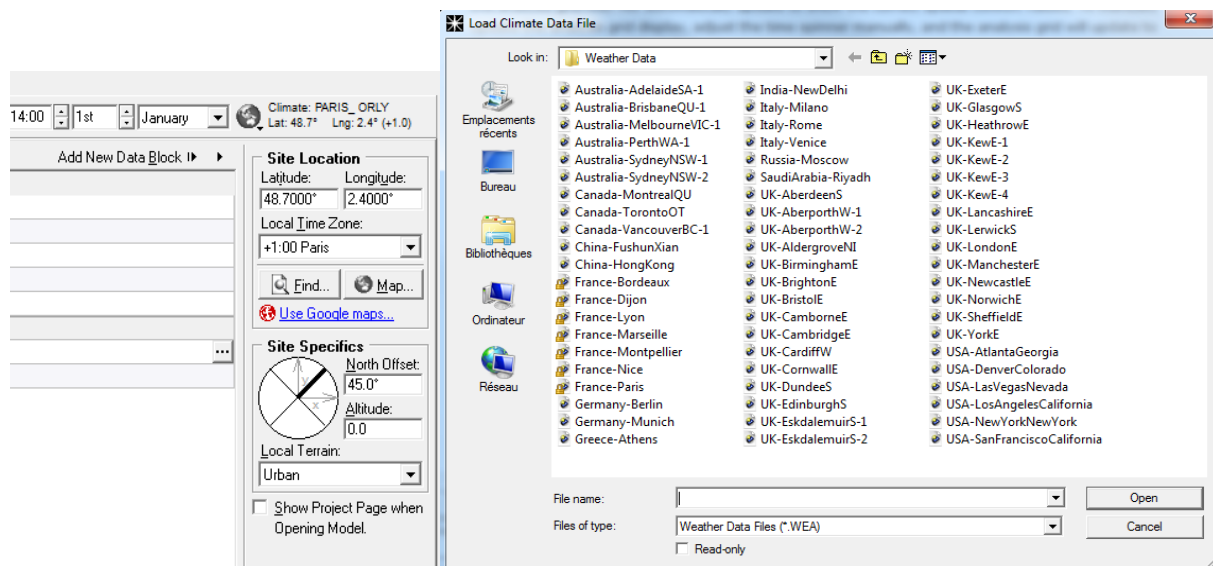 14:00 1st January
Climate: PARIS_ ORLY
Lat: 48.7° Lng: 2.4° (+1.0)
Add New Data Block
Site Location
Latitude: Longitude:
48.7000° 2.4000°
Local Time Zone:
+1:00 Paris
Find... Map...
Use Google maps...
Site Specifics
North Offset:
45.0°
y
x
Altitude:
0.0
Local Terrain:
Urban
Show Project Page when
Opening Model.
Load Climate Data File
Look in: Weather Data
Emplacements
récents
Bureau
Bibliothèques
Ordinateur
Réseau
Australia-AdelaideSA-1
Australia-BrisbaneQU-1
Australia-MelbourneVIC-1
Australia-PerthWA-1
Australia-SydneyNSW-1
Australia-SydneyNSW-2
Canada-MontrealQU
Canada-TorontoOT
Canada-VancouverBC-1
China-FushunXian
China-HongKong
France-Bordeaux
France-Dijon
France-Lyon
France-Marseille
France-Montpellier
France-Nice
France-Paris
Germany-Berlin
Germany-Munich
Greece-Athens
India-NewDelhi
Italy-Milano
Italy-Rome
Italy-Venice
Russia-Moscow
SaudiArabia-Riyadh
UK-AberdeenS
UK-AberporthW-1
UK-AberporthW-2
UK-AldergroveNI
UK-BirminghamE
UK-BrightonE
UK-BristolE
UK-CamborneE
UK-CambridgeE
UK-CardiffW
UK-CornwallE
UK-DundeeS
UK-EdinburghS
UK-EskdalemuirS-1
UK-EskdalemuirS-2
UK-ExeterE
UK-GlasgowS
UK-HeathrowE
UK-KewE-1
UK-KewE-2
UK-KewE-3
UK-KewE-4
UK-LancashireE
UK-LerwickS
UK-LondonE
UK-ManchesterE
UK-NewcastleE
UK-NorwichE
UK-SheffieldE
UK-YorkE
USA-AtlantaGeorgia
USA-DenverColorado
USA-LasVegasNevada
USA-LosAngelesCalifornia
USA-NewYorkNewYork
USA-SanFranciscoCalifornia
File name:
Open
Files of type: Weather Data Files (*.WEA)
Cancel
Read-only